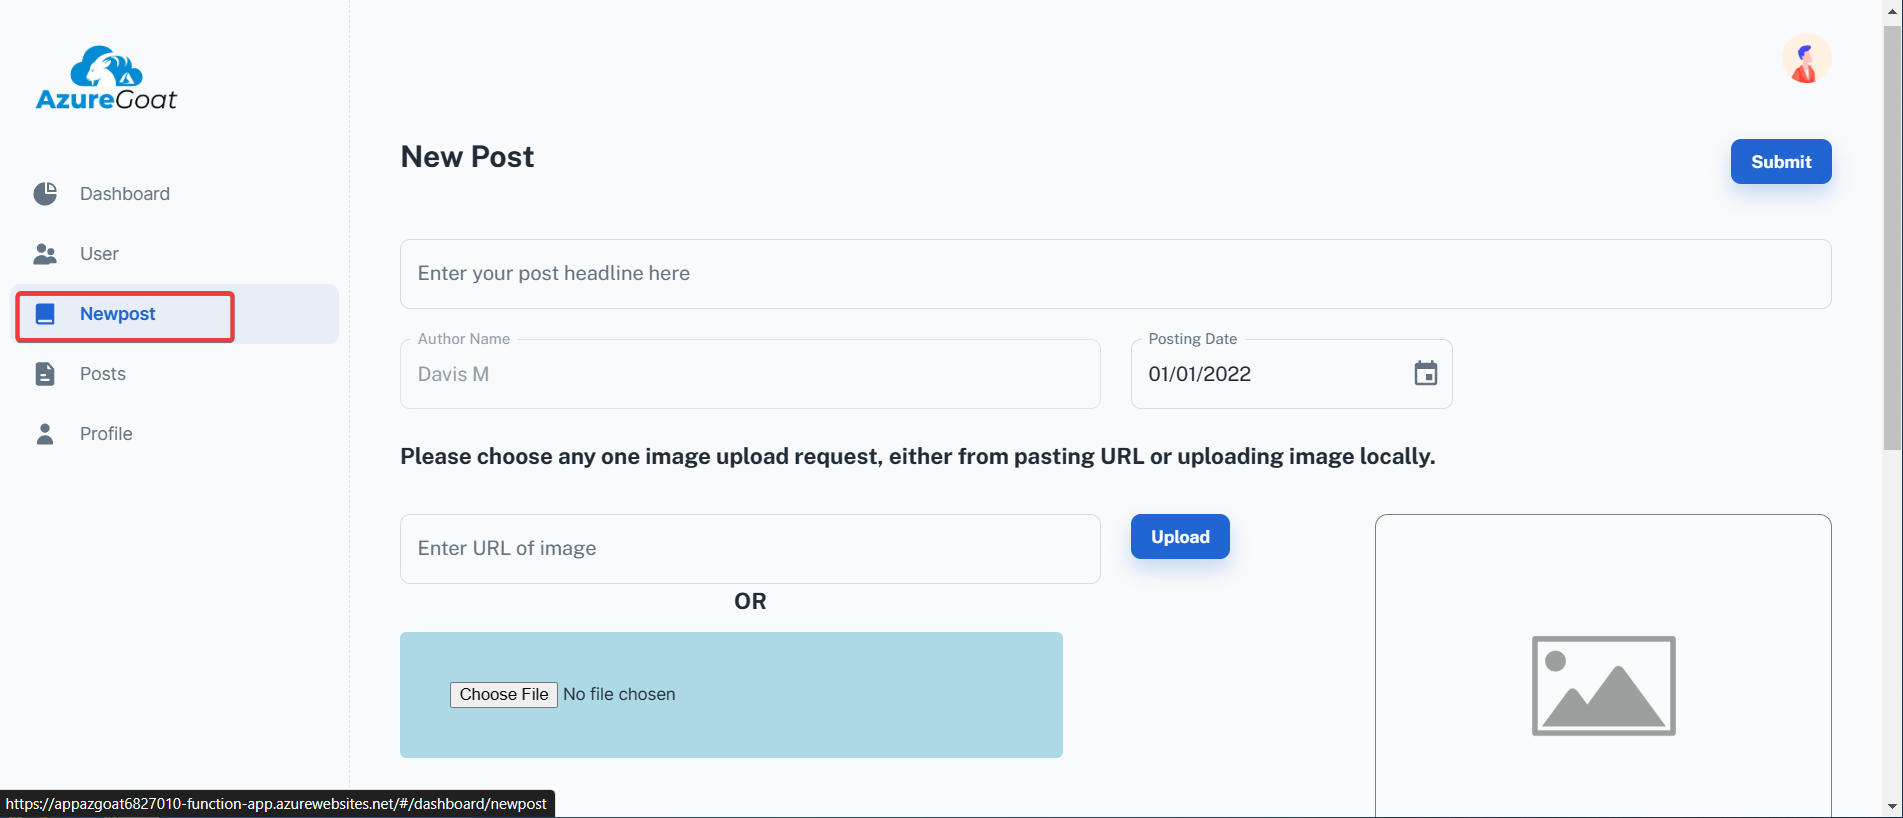 AzureGoat
Dashboard
User
Newpost
Posts
Profile
New Post
Submit
Enter your post headline here
Author Name
Davis M
Posting Date
01/01/2022
Please choose any one image upload request, either from pasting URL or uploading image locally.
Enter URL of image
Upload
OR
Choose File No file chosen
https://appazgoat6827010-function-app.azurewebsites.net/#/dashboard/newpost